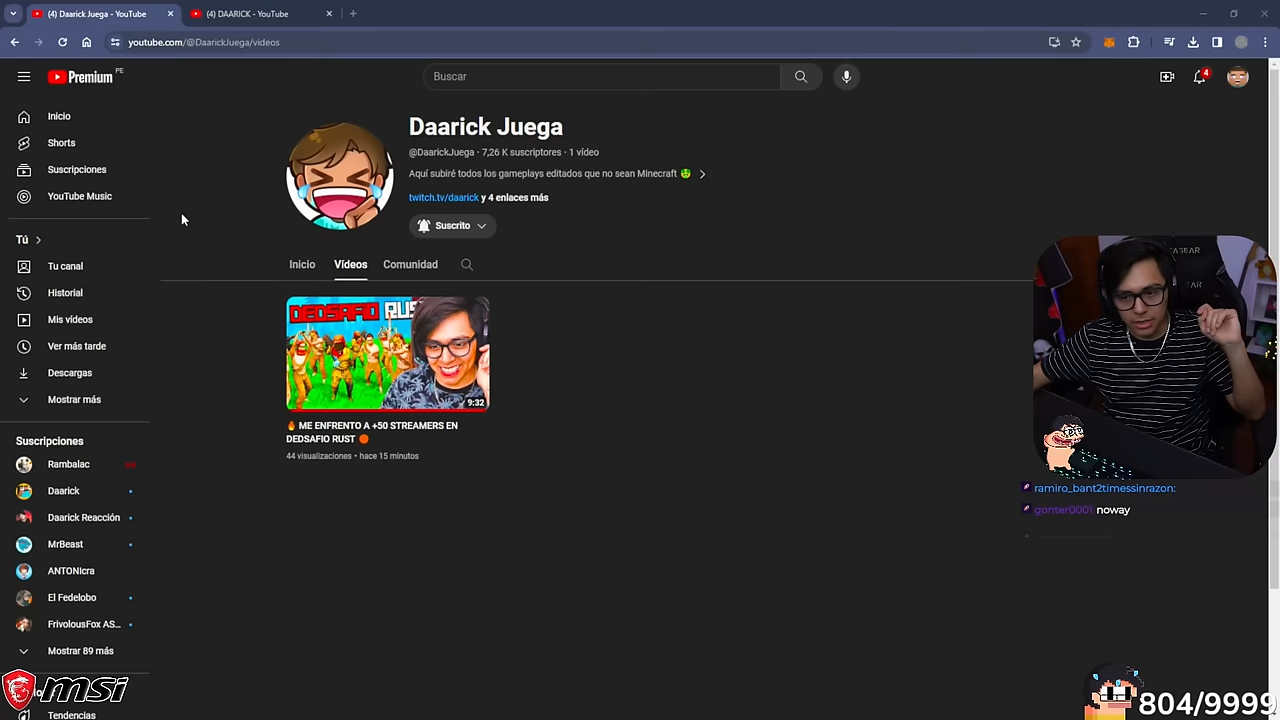 (4) Daarick Juega - YouTube
(4) DAARICK - YouTube
youtube.com/@DaarickJuega/videos
Premium PE
Buscar
4
Inicio
Shorts
Suscripciones
YouTube Music
Tú
Tu canal
Historial
Mis vídeos
Ver más tarde
Descargas
Mostrar más
Suscripciones
Rambalac
Daarick
Daarick Reacción
MrBeast
ANTONIcra
El Fedelobo
FrivolousFox AS...
Mostrar 89 más
Tendencias
msi
Daarick Juega
@DaarickJuega · 7,26 K suscriptores · 1 vídeo
Aquí subiré todos los gameplays editados que no sean Minecraft
twitch.tv/daarick y 4 enlaces más
Suscrito
Inicio
Vídeos
Comunidad
DEDSAFIO RUST
9:32
🔥 ME ENFRENTO A +50 STREAMERS EN
DEDSAFIO RUST 🟠
44 visualizaciones · hace 15 minutos
ramiro_bant2timessinrazon:
gonter0001 noway
804/9999